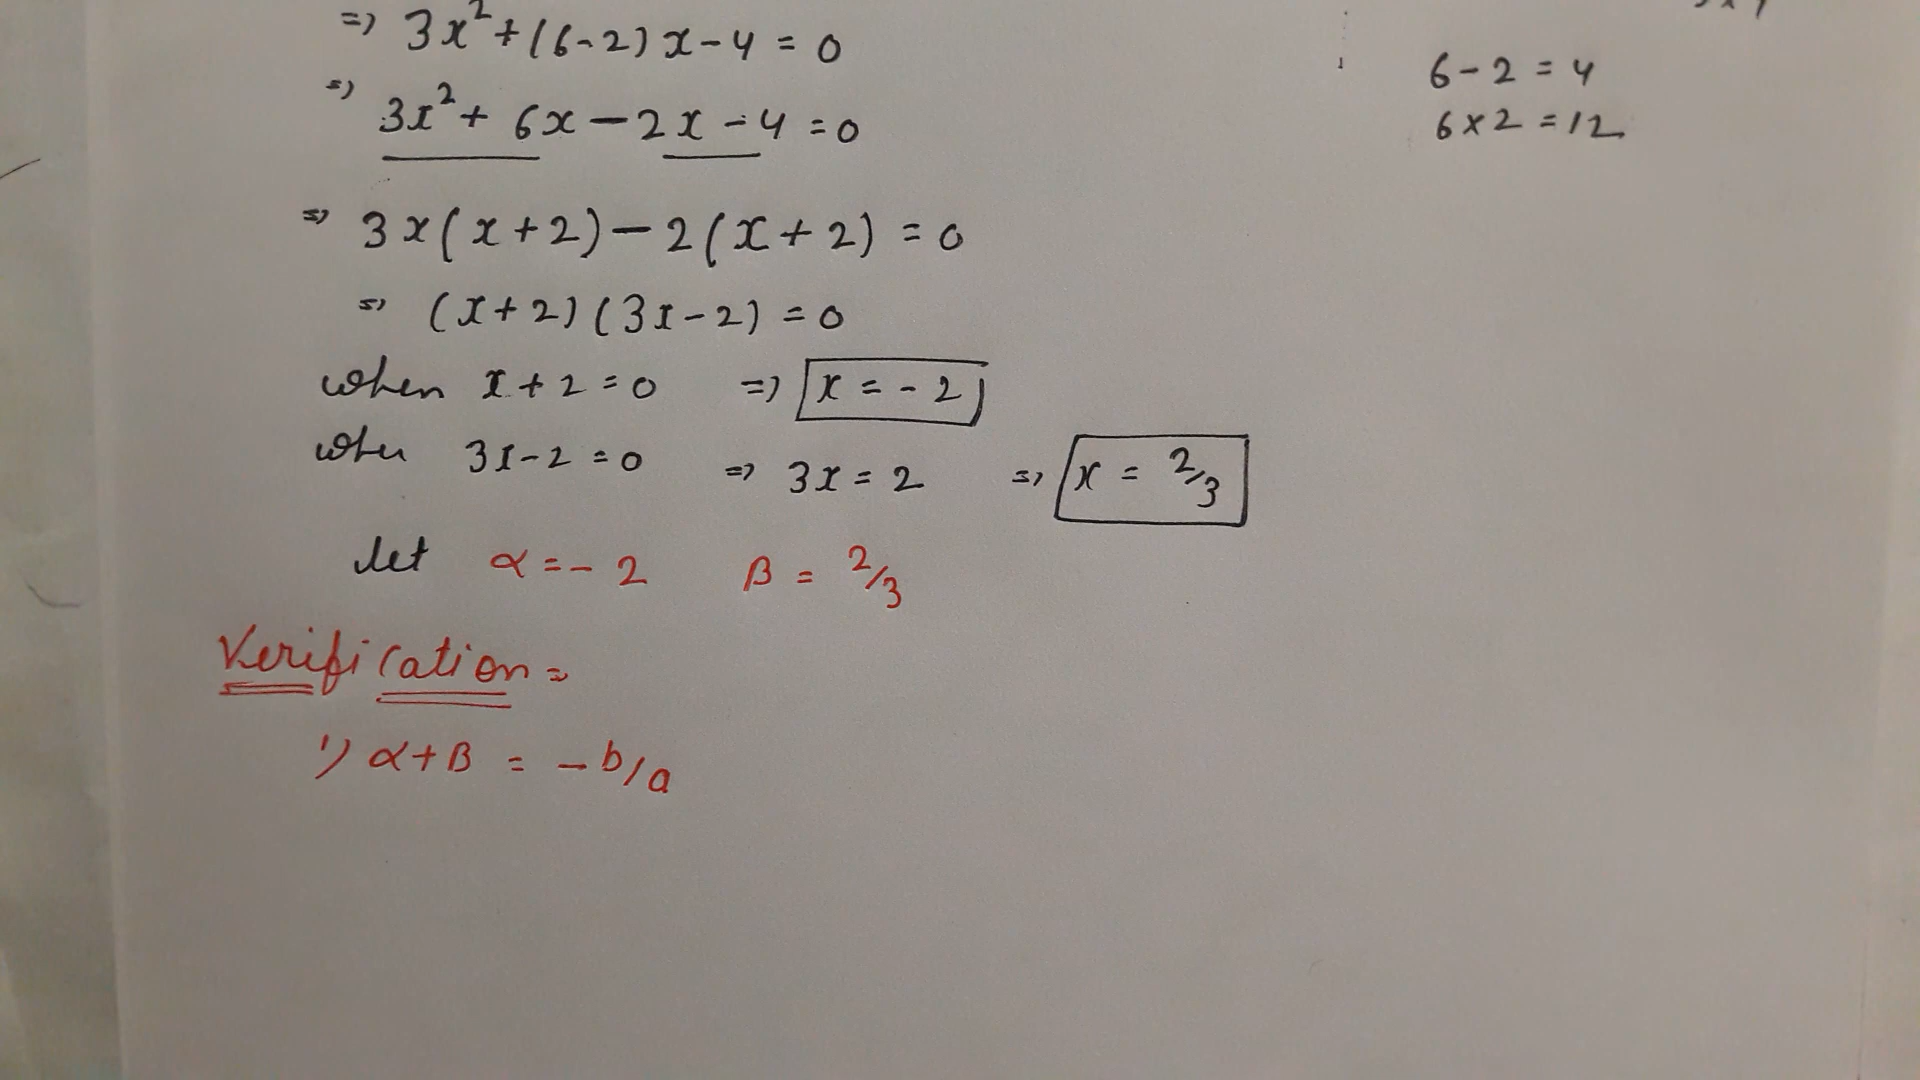 => 3x²+(6-2)x-4=0
=> 3x²+ 6x-2x-4=0
=> 3x(x+2)-2(x+2)=0
=> (x+2)(3x-2)=0
when x+2=0 => x=-2
when 3x-2=0 => 3x=2 => x=2/3
let α=-2 β=2/3
Verification=
1) α+β = -b/a
6-2=4
6×2=12